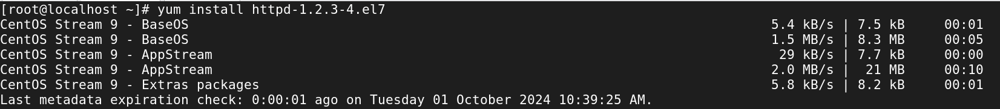 [root@localhost ~]# yum install httpd-1.2.3-4.el7
CentOS Stream 9 - BaseOS 5.4 kB/s | 7.5 kB 00:01
CentOS Stream 9 - BaseOS 1.5 MB/s | 8.3 MB 00:05
CentOS Stream 9 - AppStream 29 kB/s | 7.7 kB 00:00
CentOS Stream 9 - AppStream 2.0 MB/s | 21 MB 00:10
CentOS Stream 9 - Extras packages 5.8 kB/s | 8.2 kB 00:01
Last metadata expiration check: 0:00:01 ago on Tuesday 01 October 2024 10:39:25 AM.